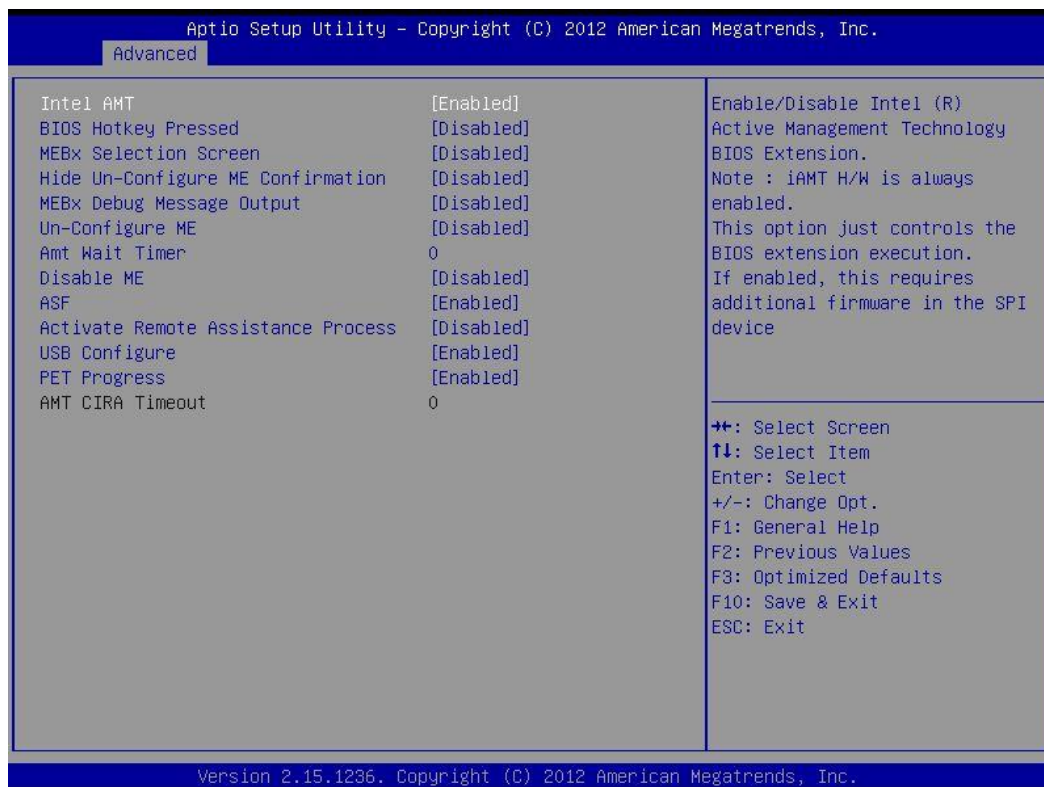 Aptio Setup Utility – Copyright (C) 2012 American Megatrends, Inc.
Advanced
Intel AMT [Enabled]
BIOS Hotkey Pressed [Disabled]
MEBx Selection Screen [Disabled]
Hide Un-Configure ME Confirmation [Disabled]
MEBx Debug Message Output [Disabled]
Un-Configure ME [Disabled]
Amt Wait Timer 0
Disable ME [Disabled]
ASF [Enabled]
Activate Remote Assistance Process [Disabled]
USB Configure [Enabled]
PET Progress [Enabled]
AMT CIRA Timeout 0
Enable/Disable Intel (R)
Active Management Technology
BIOS Extension.
Note : iAMT H/W is always
enabled.
This option just controls the
BIOS extension execution.
If enabled, this requires
additional firmware in the SPI
device
→←: Select Screen
↑↓: Select Item
Enter: Select
+/-: Change Opt.
F1: General Help
F2: Previous Values
F3: Optimized Defaults
F10: Save & Exit
ESC: Exit
Version 2.15.1236. Copyright (C) 2012 American Megatrends, Inc.